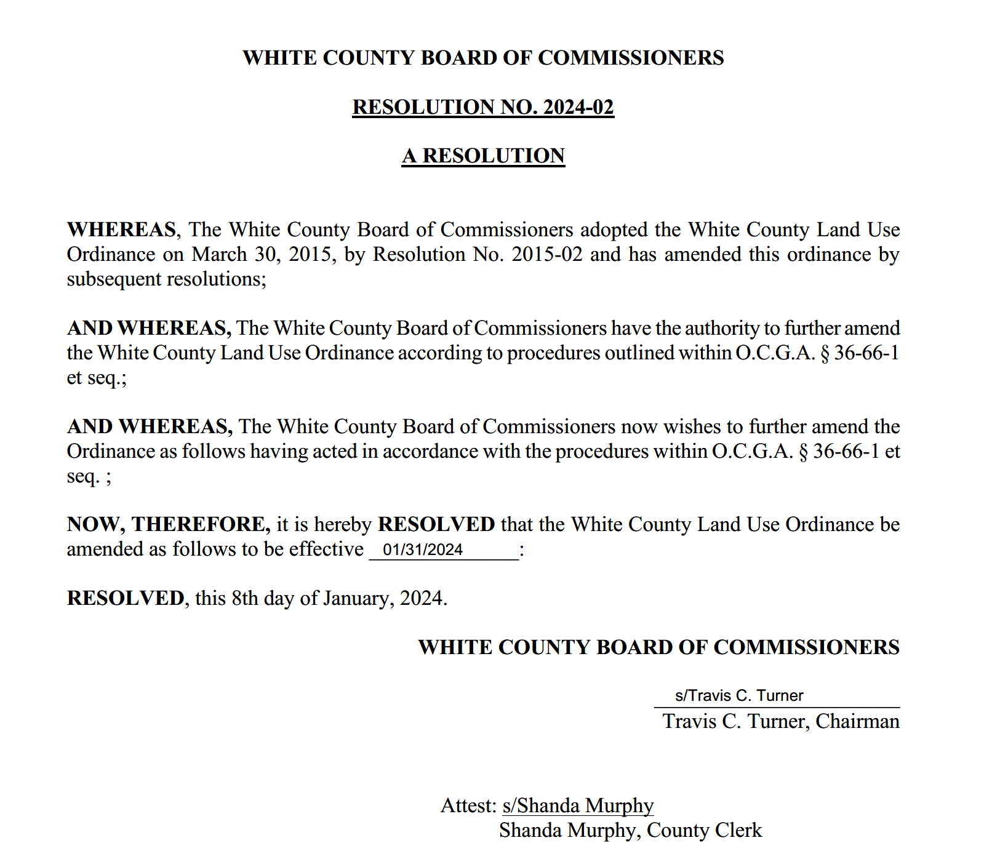 WHITE COUNTY BOARD OF COMMISSIONERS
RESOLUTION NO. 2024-02
A RESOLUTION
WHEREAS, The White County Board of Commissioners adopted the White County Land Use
Ordinance on March 30, 2015, by Resolution No. 2015-02 and has amended this ordinance by
subsequent resolutions;
AND WHEREAS, The White County Board of Commissioners have the authority to further amend
the White County Land Use Ordinance according to procedures outlined within O.C.G.A. § 36-66-1
et seq.;
AND WHEREAS, The White County Board of Commissioners now wishes to further amend the
Ordinance as follows having acted in accordance with the procedures within O.C.G.A. § 36-66-1 et
seq. ;
NOW, THEREFORE, it is hereby RESOLVED that the White County Land Use Ordinance be
amended as follows to be effective 01/31/2024:
RESOLVED, this 8th day of January, 2024.
WHITE COUNTY BOARD OF COMMISSIONERS
s/Travis C. Turner
Travis C. Turner, Chairman
Attest: s/Shanda Murphy
Shanda Murphy, County Clerk